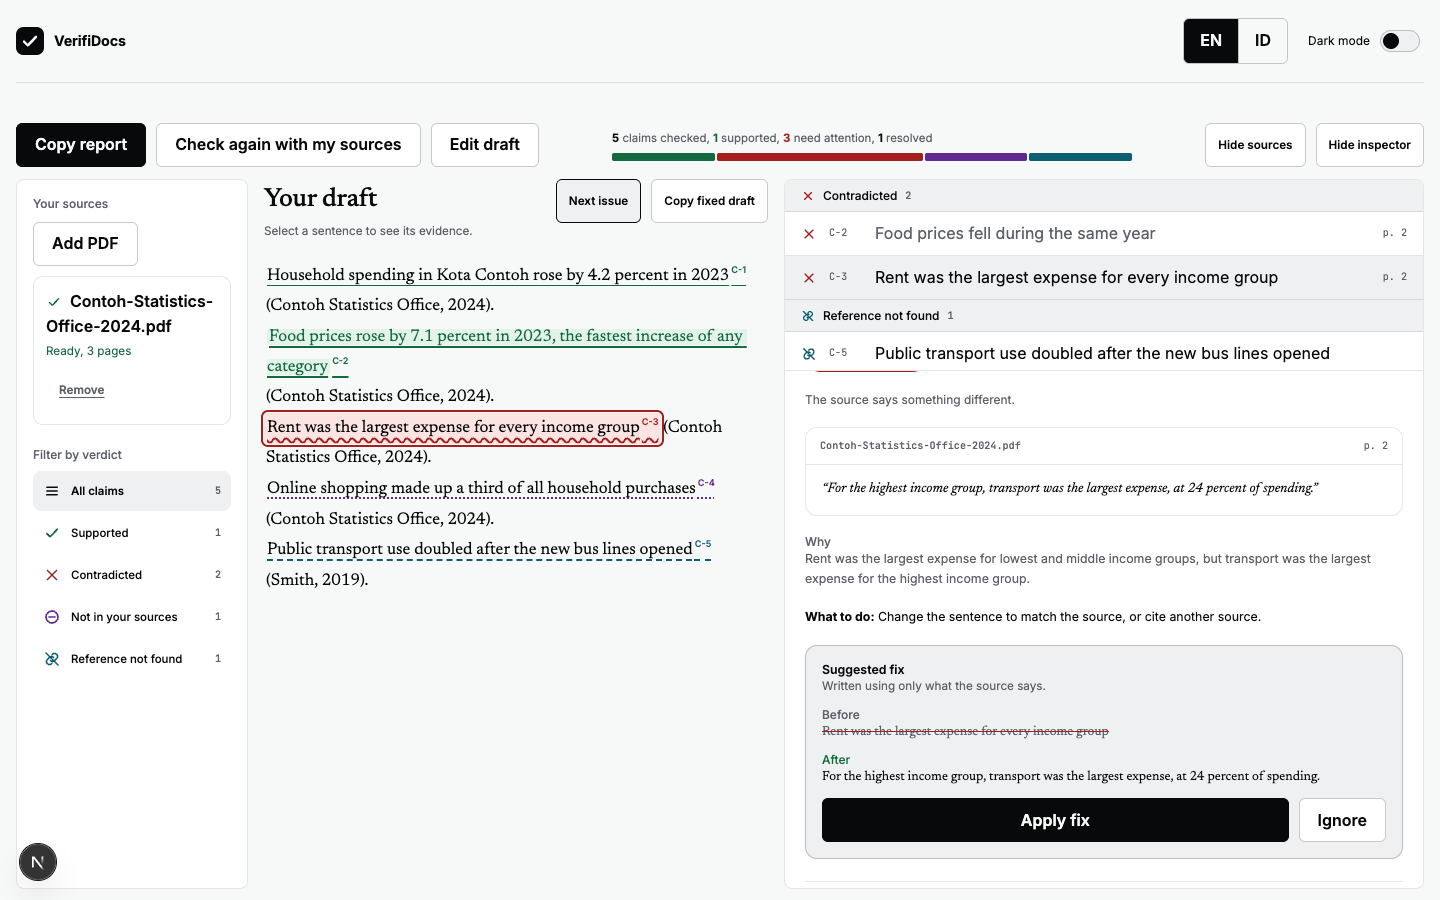 VerifiDocs
EN
ID
Dark mode
Copy report
Check again with my sources
Edit draft
5 claims checked, 1 supported, 3 need attention, 1 resolved
Hide sources
Hide inspector
Your sources
Add PDF
Contoh-Statistics-
Office-2024.pdf
Ready, 3 pages
Remove
Filter by verdict
All claims 5
Supported 1
Contradicted 2
Not in your sources 1
Reference not found 1
N
Your draft
Next issue
Copy fixed draft
Select a sentence to see its evidence.
Household spending in Kota Contoh rose by 4.2 percent in 2023 C-1
(Contoh Statistics Office, 2024).
Food prices rose by 7.1 percent in 2023, the fastest increase of any
category C-2
(Contoh Statistics Office, 2024).
Rent was the largest expense for every income group C-3 (Contoh
Statistics Office, 2024).
Online shopping made up a third of all household purchases C-4
(Contoh Statistics Office, 2024).
Public transport use doubled after the new bus lines opened C-5
(Smith, 2019).
Contradicted 2
C-2 Food prices fell during the same year p. 2
C-3 Rent was the largest expense for every income group p. 2
Reference not found 1
C-5 Public transport use doubled after the new bus lines opened
The source says something different.
Contoh-Statistics-Office-2024.pdf p. 2
“For the highest income group, transport was the largest expense, at 24 percent of spending.”
Why
Rent was the largest expense for lowest and middle income groups, but transport was the largest
expense for the highest income group.
What to do: Change the sentence to match the source, or cite another source.
Suggested fix
Written using only what the source says.
Before
Rent was the largest expense for every income group
After
For the highest income group, transport was the largest expense, at 24 percent of spending.
Apply fix
Ignore